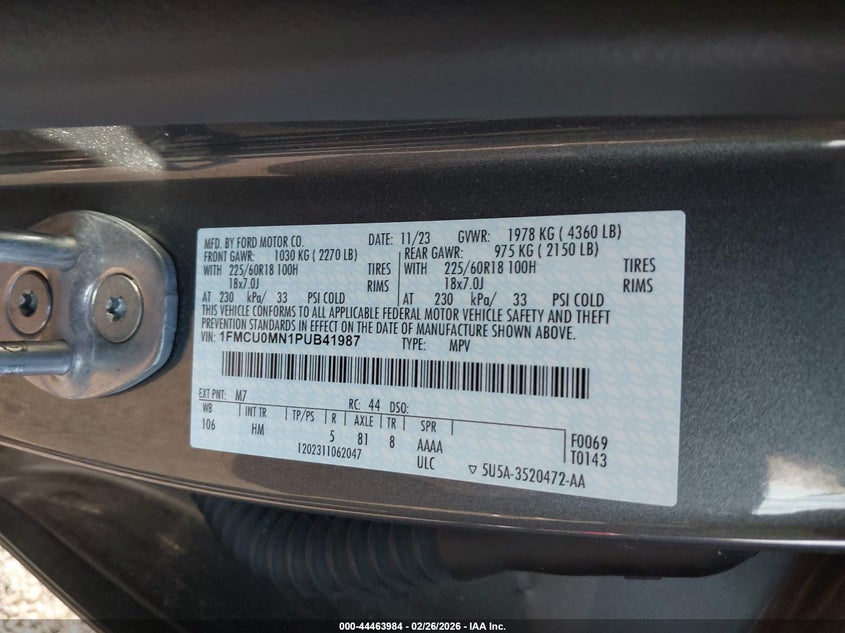 MFD. BY FORD MOTOR CO. DATE: 11/23 GVWR: 1978 KG ( 4360 LB)
FRONT GAWR: 1030 KG ( 2270 LB) REAR GAWR: 975 KG ( 2150 LB)
WITH 225/60R18 100H TIRES WITH 225/60R18 100H TIRES
18x7.0J RIMS 18x7.0J RIMS
AT 230 kPa/ 33 PSI COLD AT 230 kPa/ 33 PSI COLD
THIS VEHICLE CONFORMS TO ALL APPLICABLE FEDERAL MOTOR VEHICLE SAFETY AND THEFT
PREVENTION STANDARDS IN EFFECT ON THE DATE OF MANUFACTURE SHOWN ABOVE.
VIN: 1FMCU0MN1PUB41987 TYPE: MPV
EXT PNT: M7 RC: 44 DSO:
WB INT TR TP/PS R AXLE TR SPR
106 HM 5 81 8 AAAA F0069
1202311062047 ULC ▽ 5U5A-3520472-AA T0143
000-44463984 - 02/26/2026 - IAA Inc.